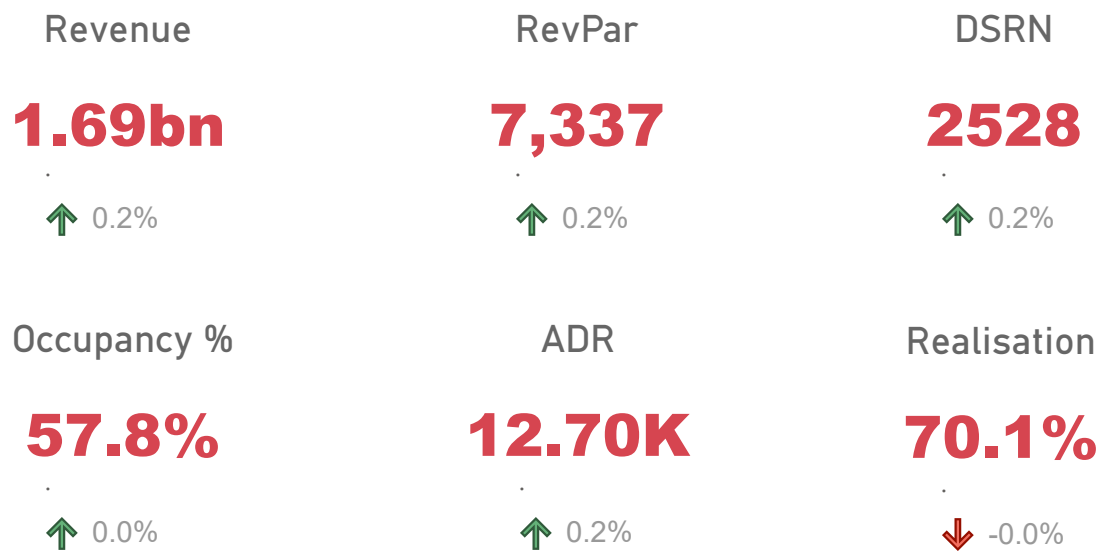 Revenue RevPar DSRN
1.69bn 7,337 2528
. . .
0.2% 0.2% 0.2%
Occupancy % ADR Realisation
57.8% 12.70K 70.1%
. . .
0.0% 0.2% -0.0%